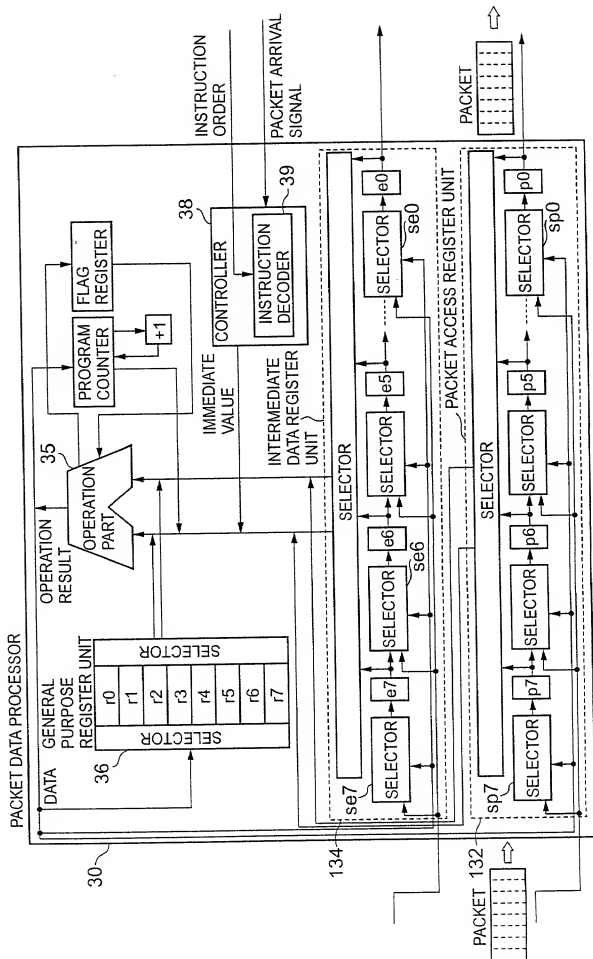 PACKET DATA PROCESSOR
30
DATA
GENERAL
PURPOSE
REGISTER UNIT
36
SELECTOR
r0
r1
r2
r3
r4
r5
r6
r7
SELECTOR
OPERATION
RESULT
35
OPERATION
PART
PROGRAM
COUNTER
FLAG
REGISTER
+1
IMMEDIATE
VALUE
38
CONTROLLER
39
INSTRUCTION
DECODER
INSTRUCTION
ORDER
PACKET ARRIVAL
SIGNAL
INTERMEDIATE
DATA REGISTER
UNIT
134
SELECTOR
se7
SELECTOR
e7
SELECTOR
se6
e6
SELECTOR
e5
SELECTOR
se0
e0
PACKET ACCESS REGISTER UNIT
132
SELECTOR
sp7
SELECTOR
p7
SELECTOR
p6
SELECTOR
p5
SELECTOR
sp0
p0
PACKET
PACKET